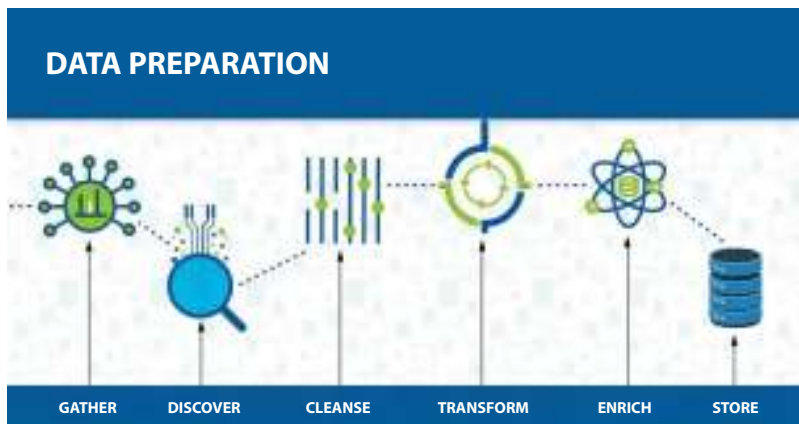 DATA PREPARATION
GATHER DISCOVER CLEANSE TRANSFORM ENRICH STORE